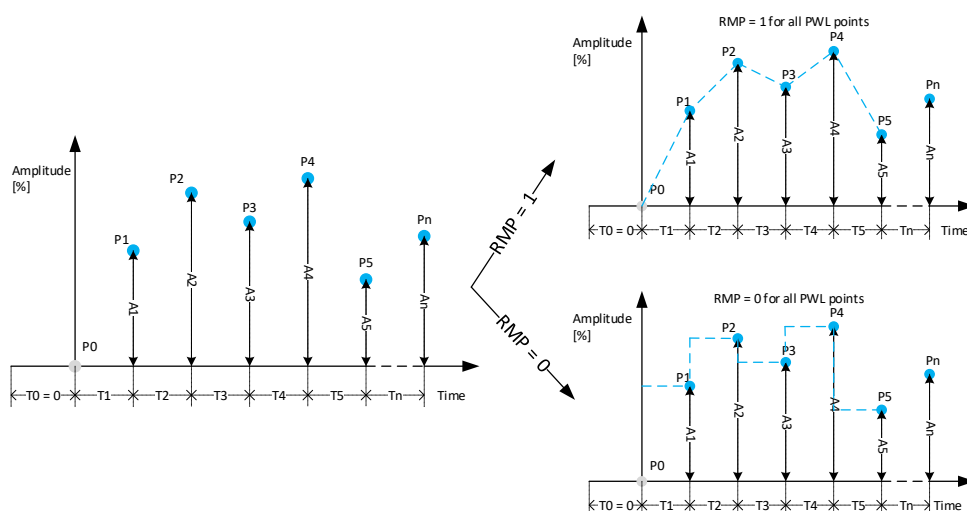 Amplitude
[%]
P0
P1
P2
P3
P4
P5
Pn
A1
A2
A3
A4
A5
An
T0 = 0
T1
T2
T3
T4
T5
Tn
Time
RMP = 1
RMP = 0
RMP = 1 for all PWL points
Amplitude
[%]
P0
P1
P2
P3
P4
P5
Pn
A1
A2
A3
A4
A5
An
T0 = 0
T1
T2
T3
T4
T5
Tn
Time
RMP = 0 for all PWL points
Amplitude
[%]
P0
P1
P2
P3
P4
P5
Pn
A1
A2
A3
A4
A5
An
T0 = 0
T1
T2
T3
T4
T5
Tn
Time